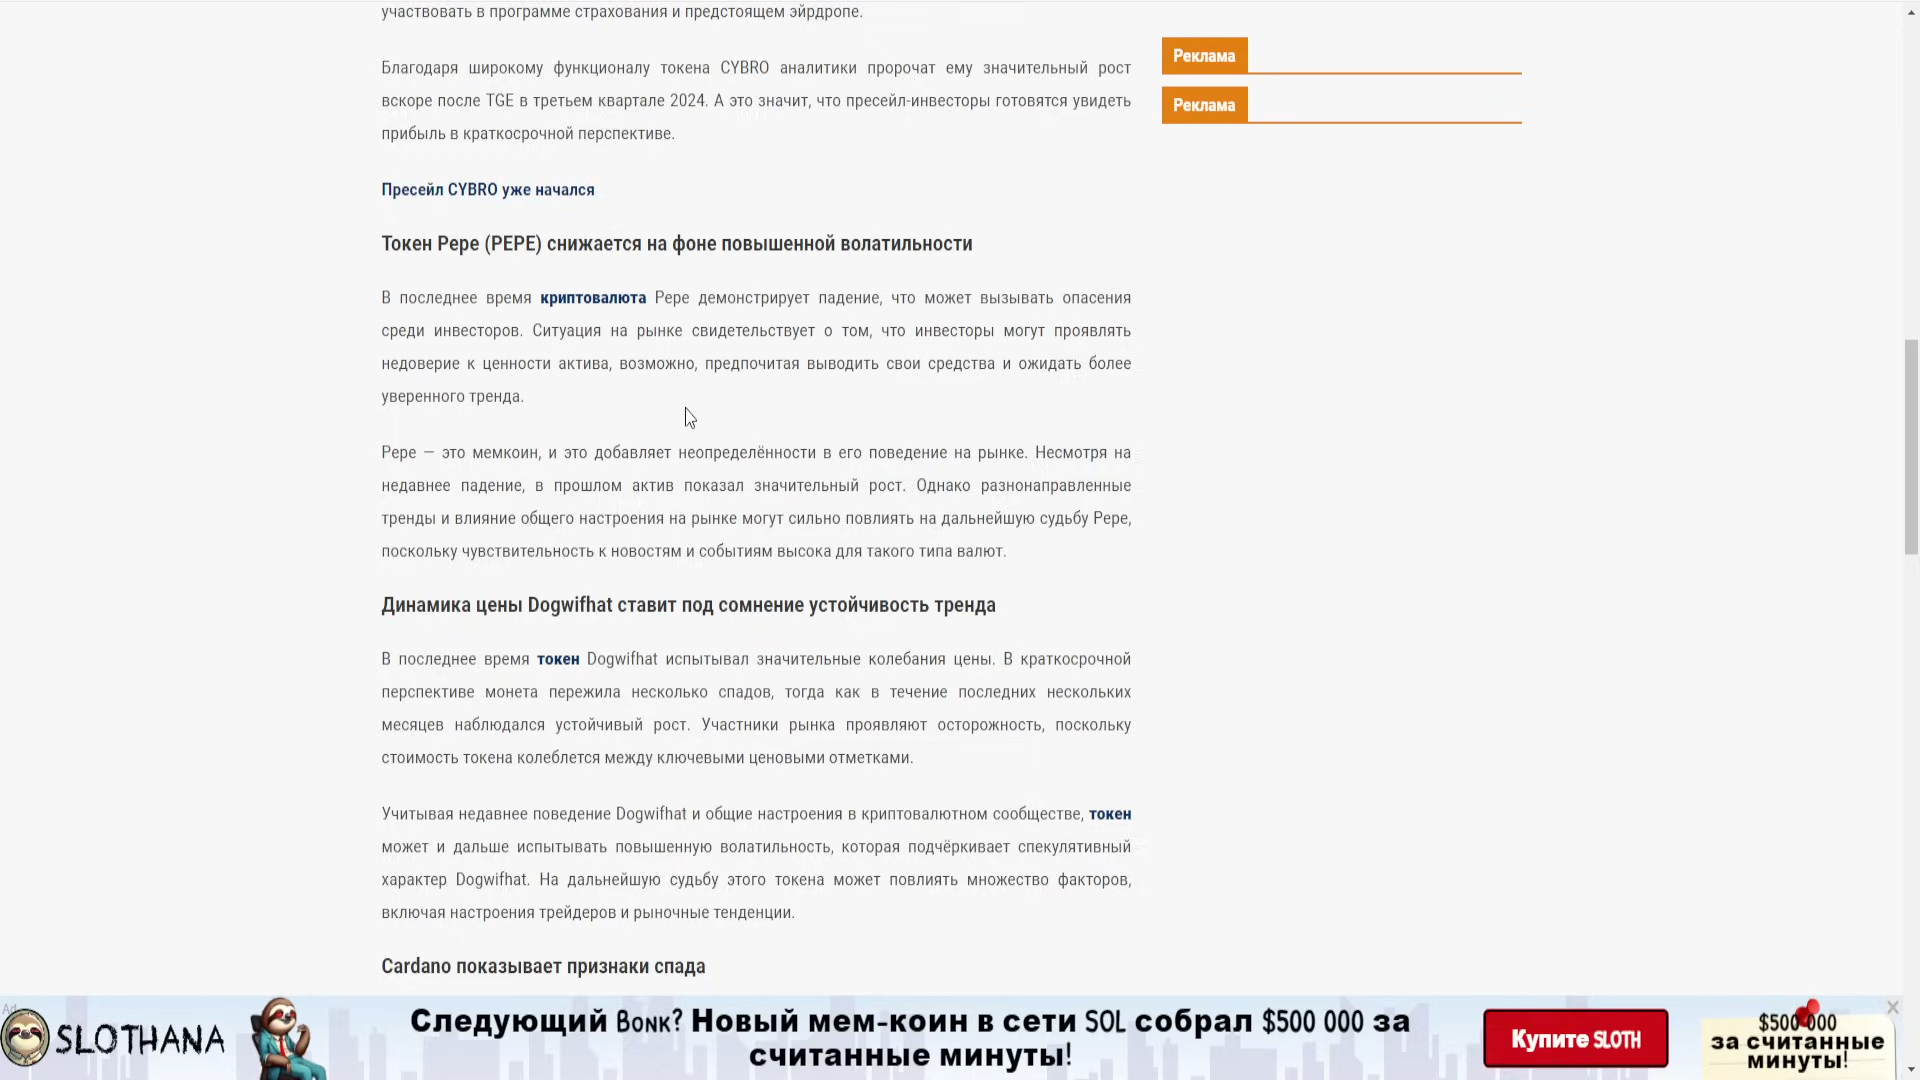 участвовать в программе страхования и предстоящем эйрдропе.
Благодаря широкому функционалу токена CYBRO аналитики пророчат ему значительный рост
вскоре после TGE в третьем квартале 2024. А это значит, что пресейл-инвесторы готовятся увидеть
прибыль в краткосрочной перспективе.
Пресейл CYBRO уже начался
Токен Pepe (PEPE) снижается на фоне повышенной волатильности
В последнее время криптовалюта Pepe демонстрирует падение, что может вызывать опасения
среди инвесторов. Ситуация на рынке свидетельствует о том, что инвесторы могут проявлять
недоверие к ценности актива, возможно, предпочитая выводить свои средства и ожидать более
уверенного тренда.
Pepe — это мемкоин, и это добавляет неопределённости в его поведение на рынке. Несмотря на
недавнее падение, в прошлом актив показал значительный рост. Однако разнонаправленные
тренды и влияние общего настроения на рынке могут сильно повлиять на дальнейшую судьбу Pepe,
поскольку чувствительность к новостям и событиям высока для такого типа валют.
Динамика цены Dogwifhat ставит под сомнение устойчивость тренда
В последнее время токен Dogwifhat испытывал значительные колебания цены. В краткосрочной
перспективе монета пережила несколько спадов, тогда как в течение последних нескольких
месяцев наблюдался устойчивый рост. Участники рынка проявляют осторожность, поскольку
стоимость токена колеблется между ключевыми ценовыми отметками.
Учитывая недавнее поведение Dogwifhat и общие настроения в криптовалютном сообществе, токен
может и дальше испытывать повышенную волатильность, которая подчёркивает спекулятивный
характер Dogwifhat. На дальнейшую судьбу этого токена может повлиять множество факторов,
включая настроения трейдеров и рыночные тенденции.
Cardano показывает признаки спада
Реклама
Реклама
SLOTHANA
Следующий Bonk? Новый мем-коин в сети SOL собрал $500 000 за
считанные минуты!
Купите SLOTH
$500 000
за считанные
минуты!